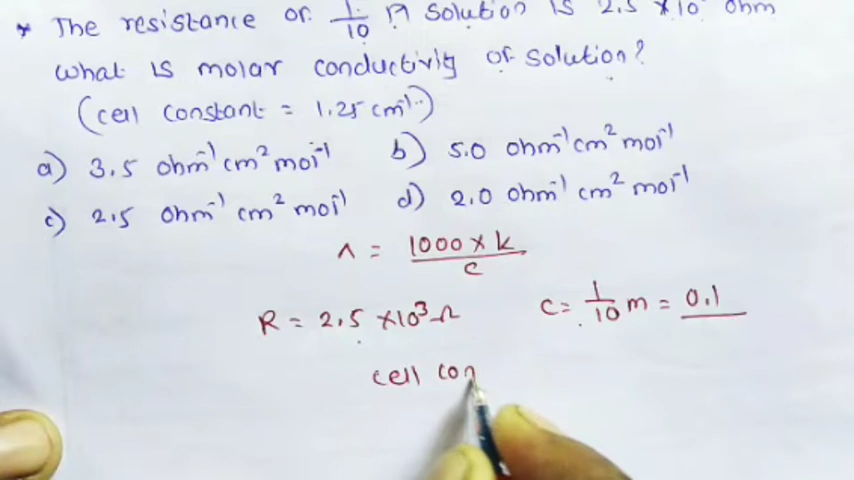 * The resistance of 1/10 M solution is 2.5 × 10³ ohm
what is molar conductivity of solution?
(cell constant = 1.25 cm⁻¹)
a) 3.5 ohm⁻¹ cm² mol⁻¹ b) 5.0 ohm⁻¹ cm² mol⁻¹
c) 2.5 ohm⁻¹ cm² mol⁻¹ d) 2.0 ohm⁻¹ cm² mol⁻¹
Λ = 1000 × k / c
R = 2.5 × 10³ Ω c = 1/10 m = 0.1
cell con